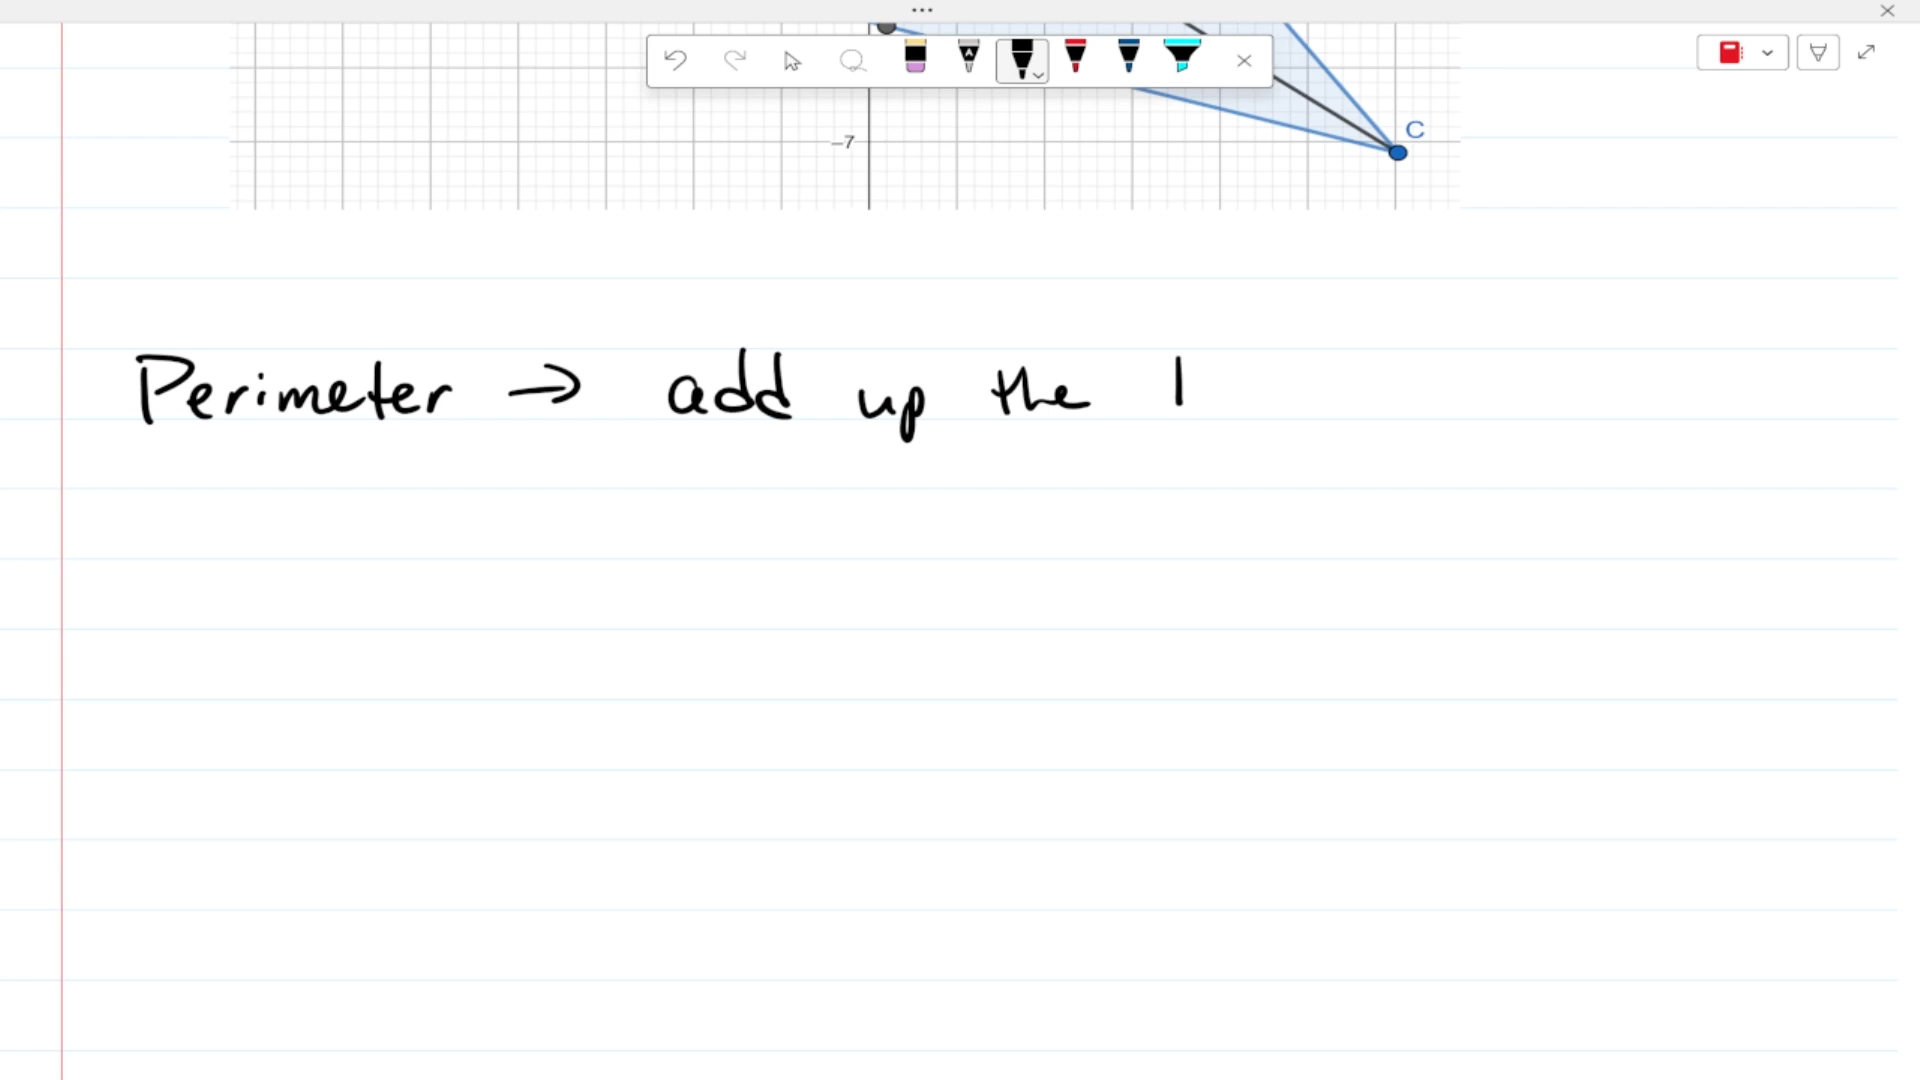 C
–7
Perimeter → add up the l